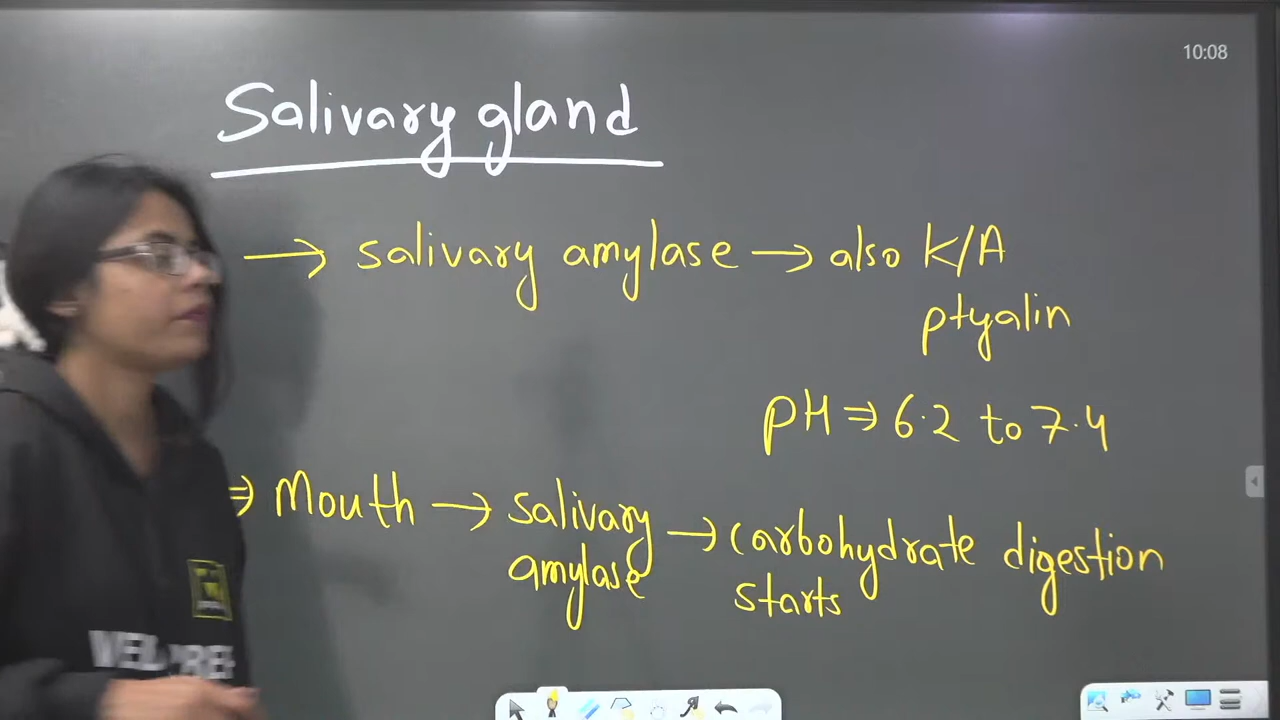 10:08
Salivary gland
→ salivary amylase → also K/A
ptyalin
pH ⇒ 6.2 to 7.4
⇒ Mouth → salivary amylase → carbohydrate digestion starts